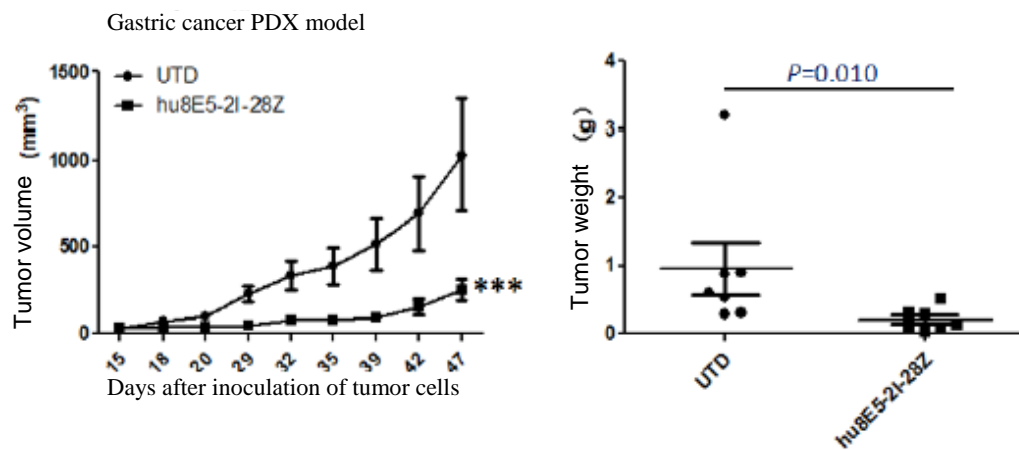 Gastric cancer PDX model
UTD
hu8E5-2I-28Z
Tumor volume (mm³)
1500
1000
500
0
15 18 20 29 32 35 39 42 47
***
Days after inoculation of tumor cells
P=0.010
Tumor weight (g)
4
3
2
1
0
UTD
hu8E5-2I-28Z